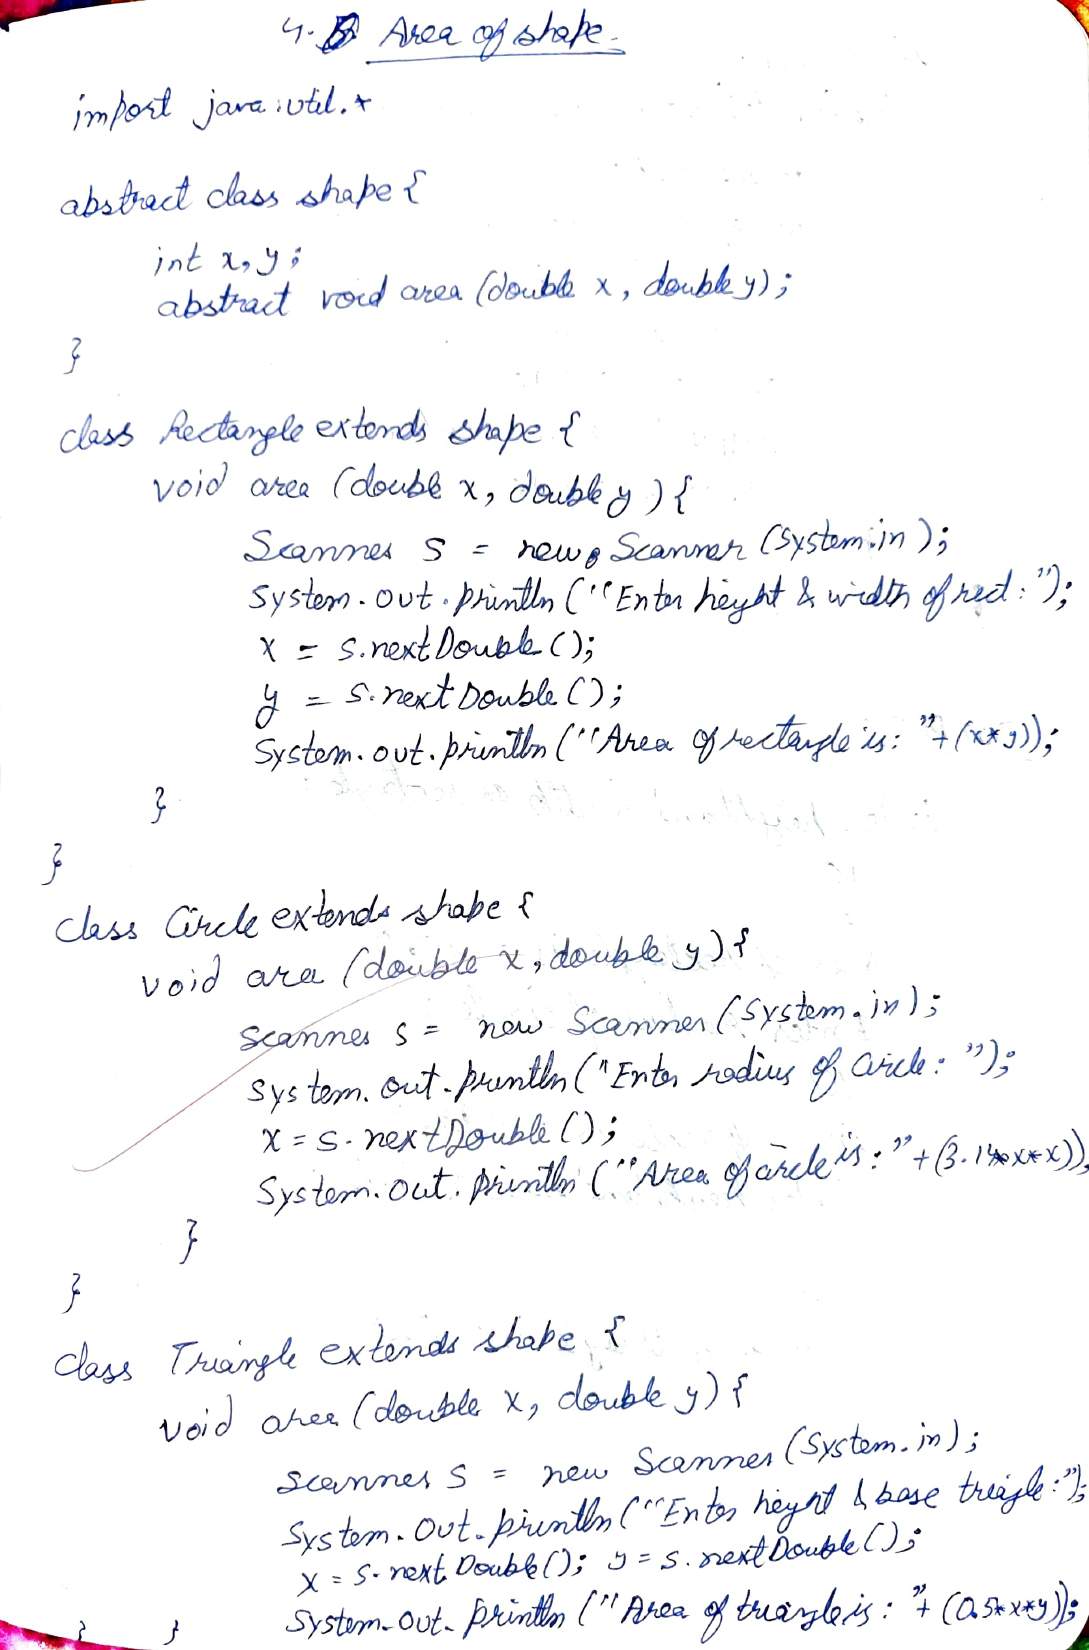 4. Area of shape.
import java.util.*
abstract class shape {
int x, y;
abstract void area (double x, double y);
}
class Rectangle extends shape {
void area (double x, double y) {
Scanner s = new Scanner (System.in);
System.out.println ("Enter height & width of rect: ");
x = s.nextDouble();
y = s.nextDouble();
System.out.println ("Area of rectangle is: "+(x*y));
}
}
class Circle extends shape {
void area (double x, double y) {
Scanner s = new Scanner (System.in);
System.out.println ("Enter radius of circle: ");
x = s.nextDouble();
System.out.println ("Area of circle is: "+(3.14*x*x));
}
}
class Triangle extends shape {
void area (double x, double y) {
Scanner s = new Scanner (System.in);
System.out.println ("Enter height & base triagle:");
x = s.nextDouble(); y = s.nextDouble();
} } System.out.println ("Area of triangle is: "+ (0.5*x*y));